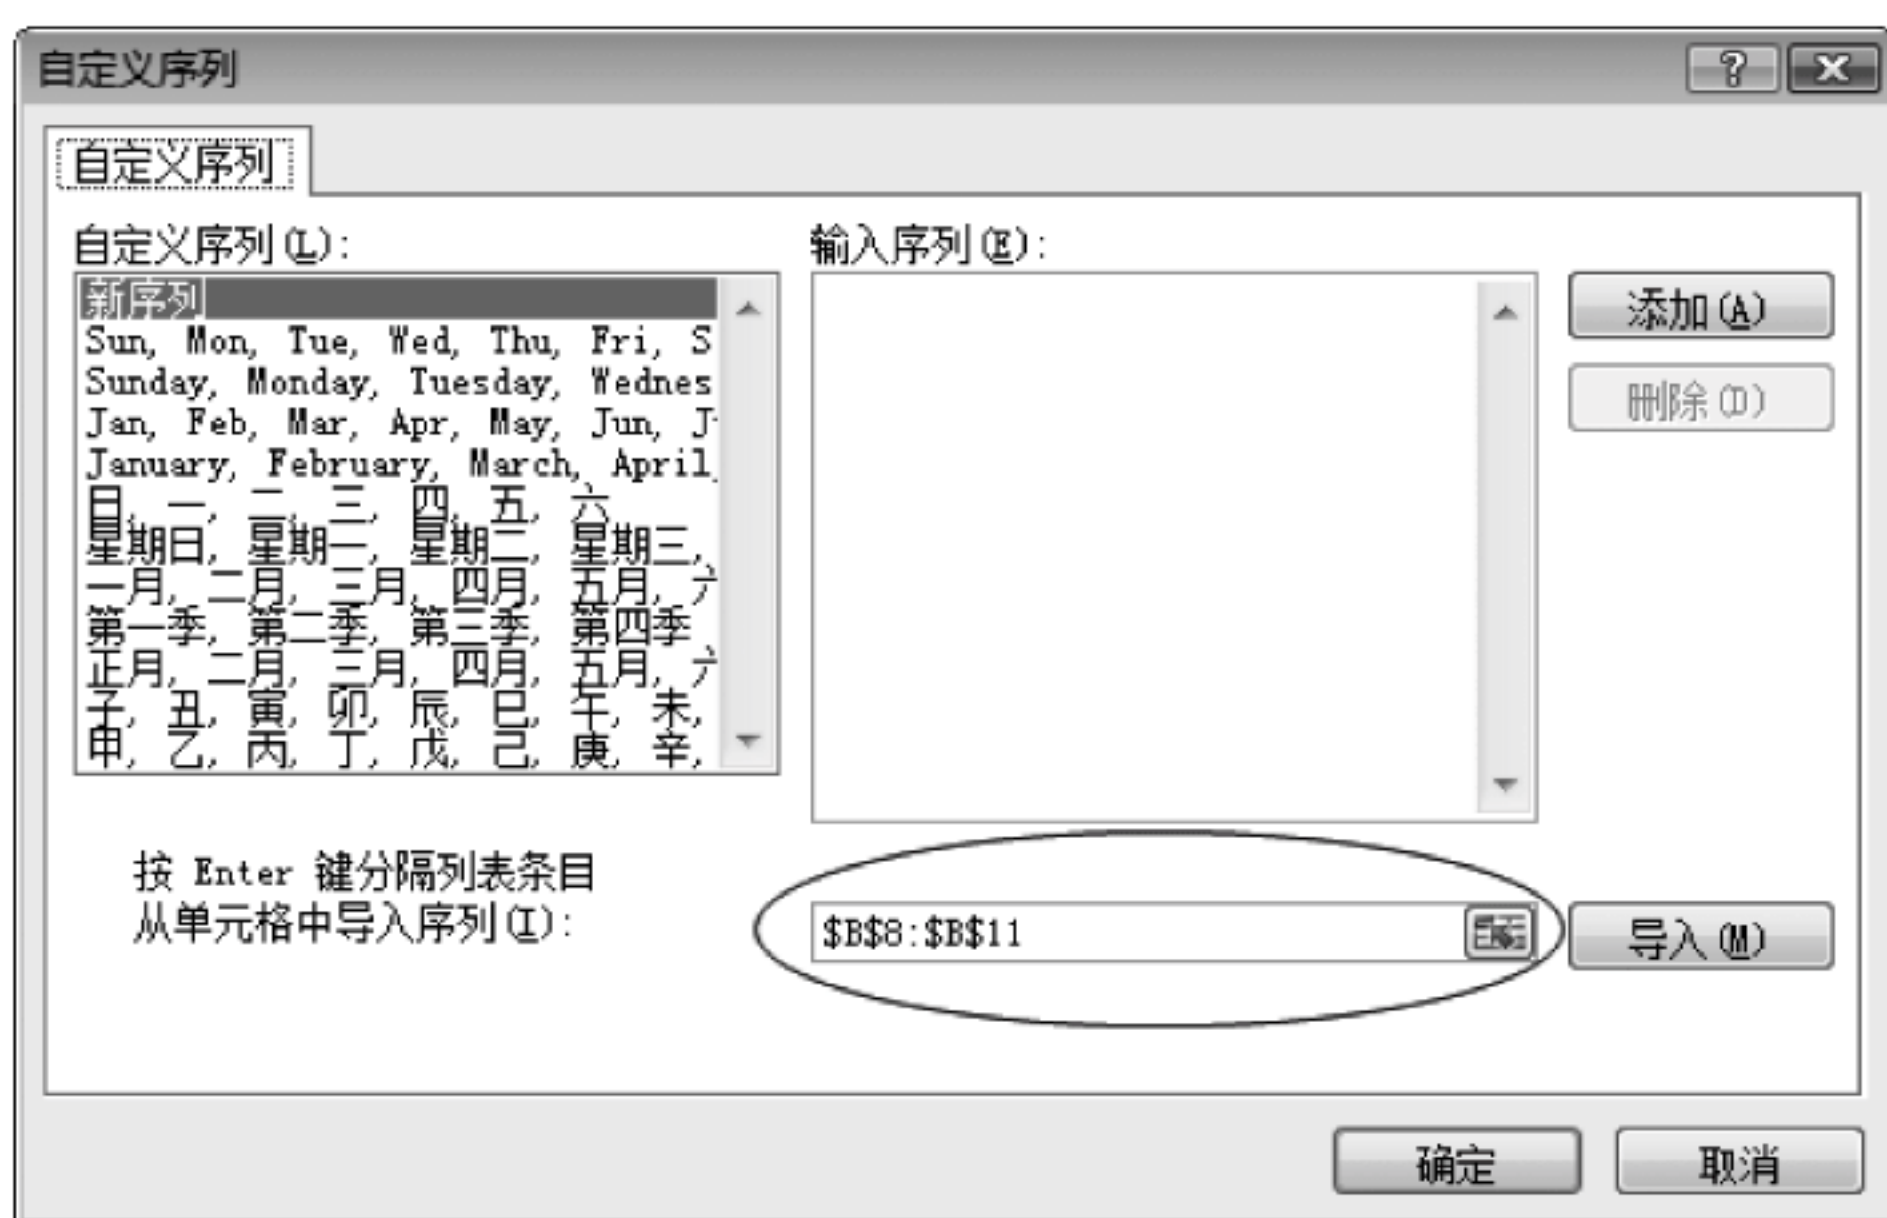 自定义序列
自定义序列
自定义序列(L):
输入序列(E):
新序列
Sun, Mon, Tue, Wed, Thu, Fri, S
Sunday, Monday, Tuesday, Wednes
Jan, Feb, Mar, Apr, May, Jun, J
January, February, March, April,
日, 一, 二, 三, 四, 五, 六
星期日, 星期一, 星期二, 星期三,
一月, 二月, 三月, 四月, 五月,
第一季, 第二季, 第三季, 第四季
正月, 二月, 三月, 四月, 五月,
子, 丑, 寅, 卯, 辰, 巳, 午, 未,
甲, 乙, 丙, 丁, 戊, 己, 庚, 辛,
添加(A)
删除(D)
按 Enter 键分隔列表条目
从单元格中导入序列(I):
$B$8:$B$11
导入(M)
确定
取消